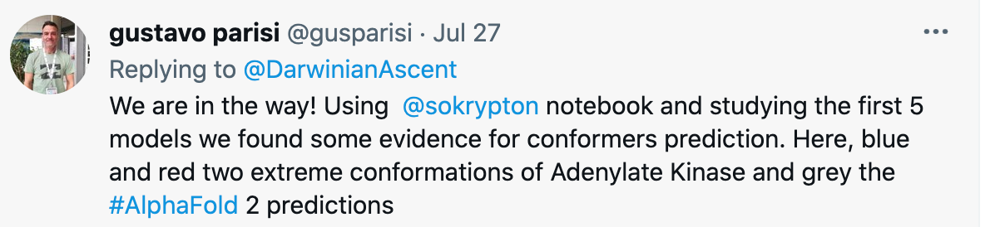 gustavo parisi @gusparisi · Jul 27
Replying to @DarwinianAscent
We are in the way! Using @sokrypton notebook and studying the first 5
models we found some evidence for conformers prediction. Here, blue
and red two extreme conformations of Adenylate Kinase and grey the
#AlphaFold 2 predictions